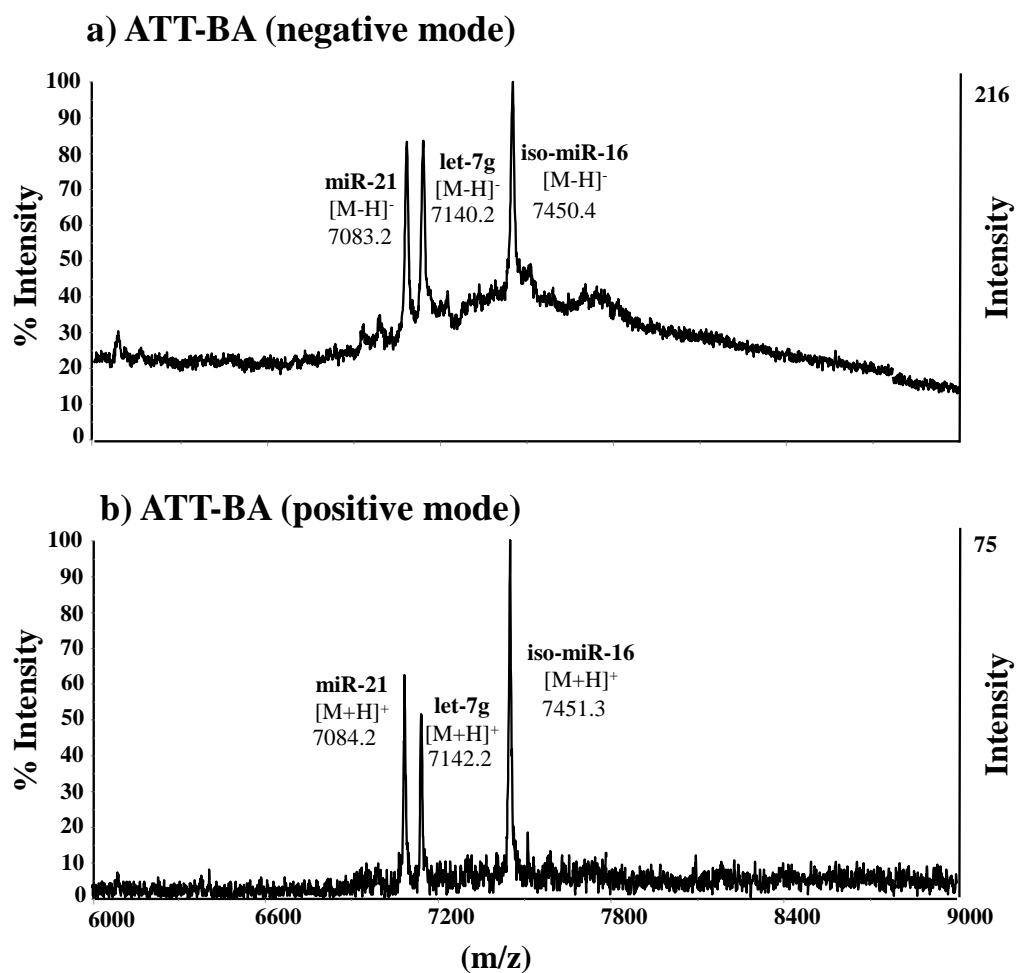 a) ATT-BA (negative mode)
% Intensity
100
90
80
70
60
50
40
30
20
10
0
miR-21
[M-H]-
7083.2
let-7g
[M-H]-
7140.2
iso-miR-16
[M-H]-
7450.4
216
Intensity
b) ATT-BA (positive mode)
% Intensity
100
90
80
70
60
50
40
30
20
10
0
miR-21
[M+H]+
7084.2
let-7g
[M+H]+
7142.2
iso-miR-16
[M+H]+
7451.3
75
Intensity
6000 6600 7200 7800 8400 9000
(m/z)